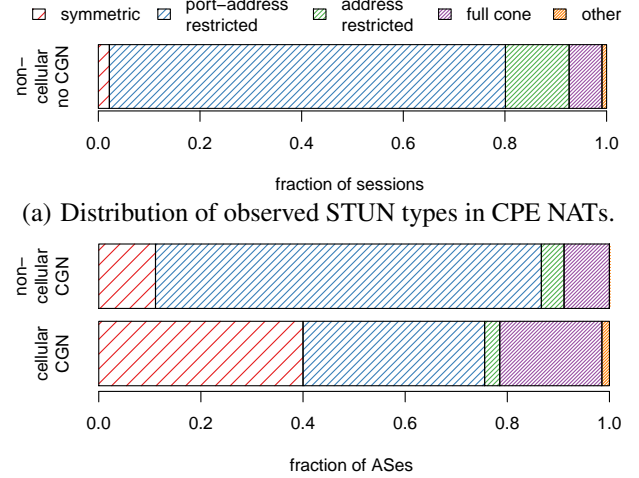 symmetric port−address restricted address restricted full cone other
non− cellular no CGN
0.0 0.2 0.4 0.6 0.8 1.0
fraction of sessions
(a) Distribution of observed STUN types in CPE NATs.
non− cellular CGN
cellular CGN
0.0 0.2 0.4 0.6 0.8 1.0
fraction of ASes